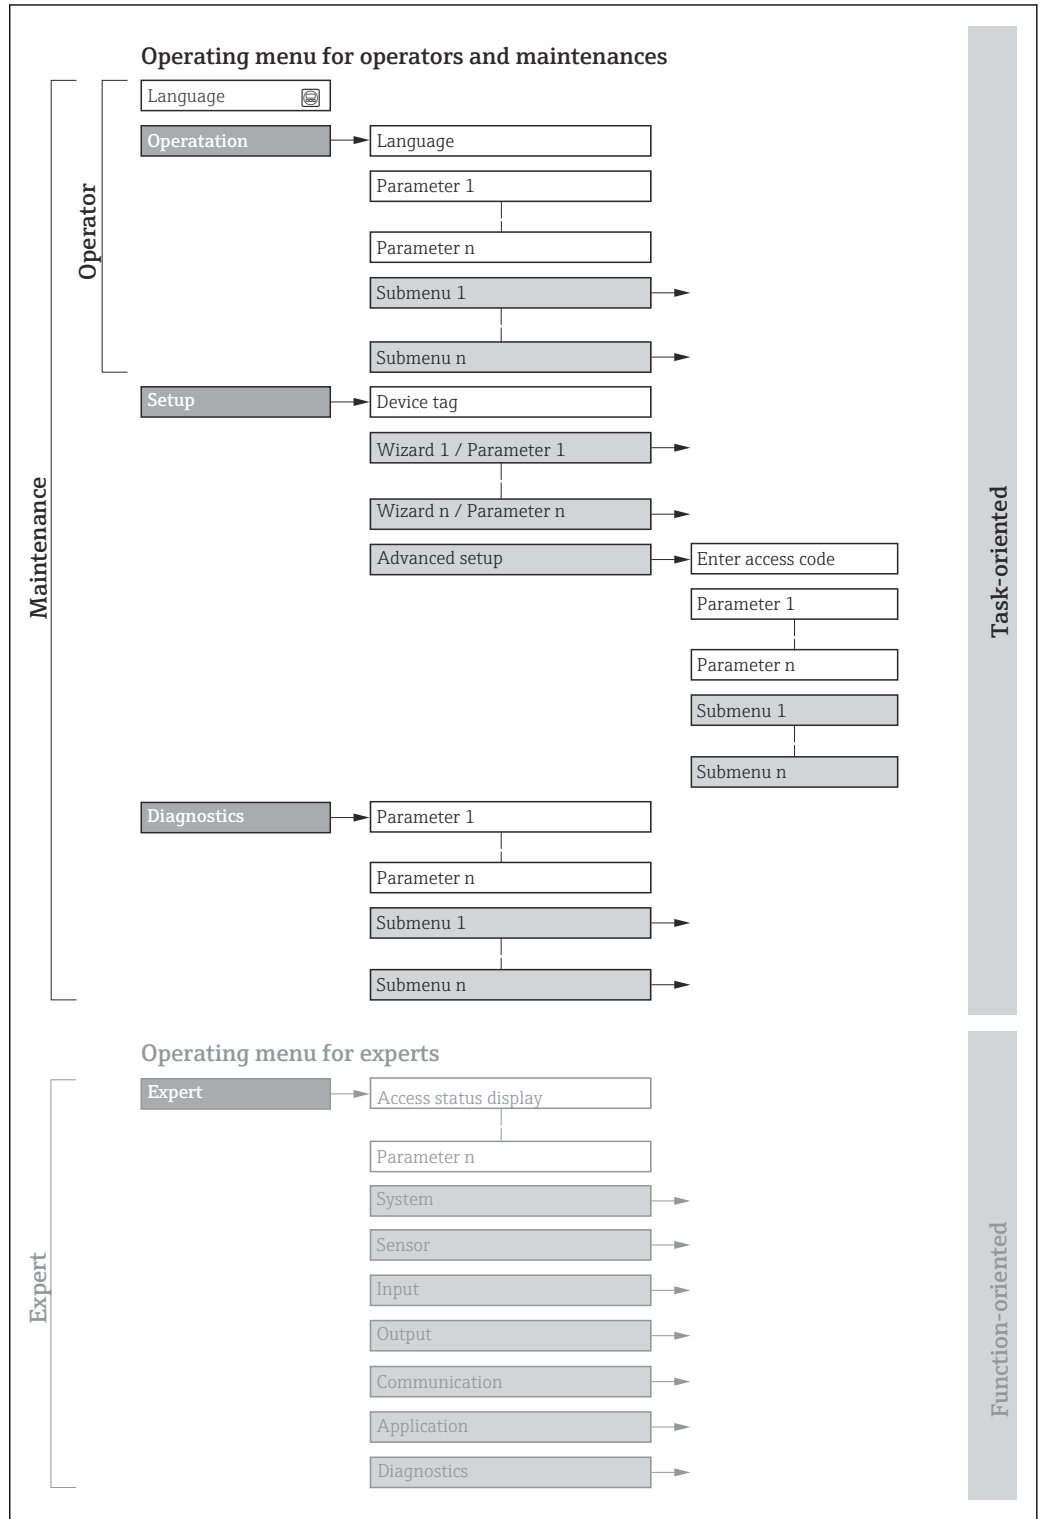 Operating menu for operators and maintenances
Language
Operatation
Language
Parameter 1
Parameter n
Submenu 1
Submenu n
Operator
Setup
Device tag
Wizard 1 / Parameter 1
Wizard n / Parameter n
Advanced setup
Enter access code
Parameter 1
Parameter n
Submenu 1
Submenu n
Diagnostics
Parameter 1
Parameter n
Submenu 1
Submenu n
Maintenance
Task-oriented
Operating menu for experts
Expert
Access status display
Parameter n
System
Sensor
Input
Output
Communication
Application
Diagnostics
Expert
Function-oriented